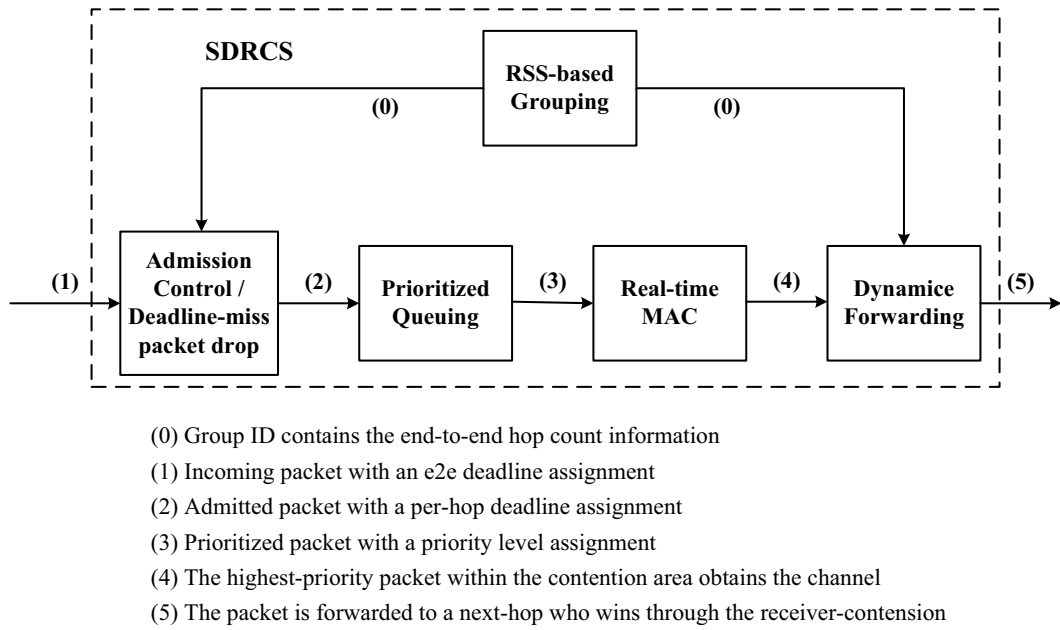 SDRCS
RSS-based
Grouping
(0)
(0)
(1)
Admission
Control /
Deadline-miss
packet drop
(2)
Prioritized
Queuing
(3)
Real-time
MAC
(4)
Dynamice
Forwarding
(5)
(0) Group ID contains the end-to-end hop count information
(1) Incoming packet with an e2e deadline assignment
(2) Admitted packet with a per-hop deadline assignment
(3) Prioritized packet with a priority level assignment
(4) The highest-priority packet within the contention area obtains the channel
(5) The packet is forwarded to a next-hop who wins through the receiver-contension